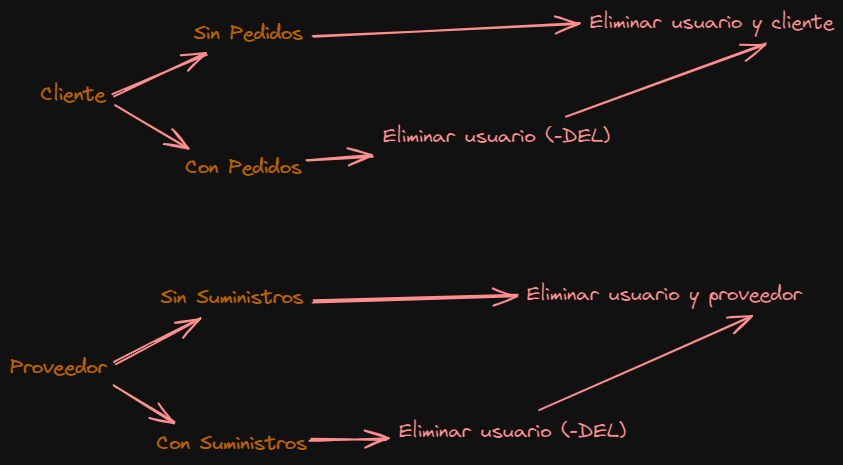 Sin Pedidos
Eliminar usuario y cliente
Cliente
Eliminar usuario (-DEL)
Con Pedidos
Sin Suministros
Eliminar usuario y proveedor
Proveedor
Eliminar usuario (-DEL)
Con Suministros